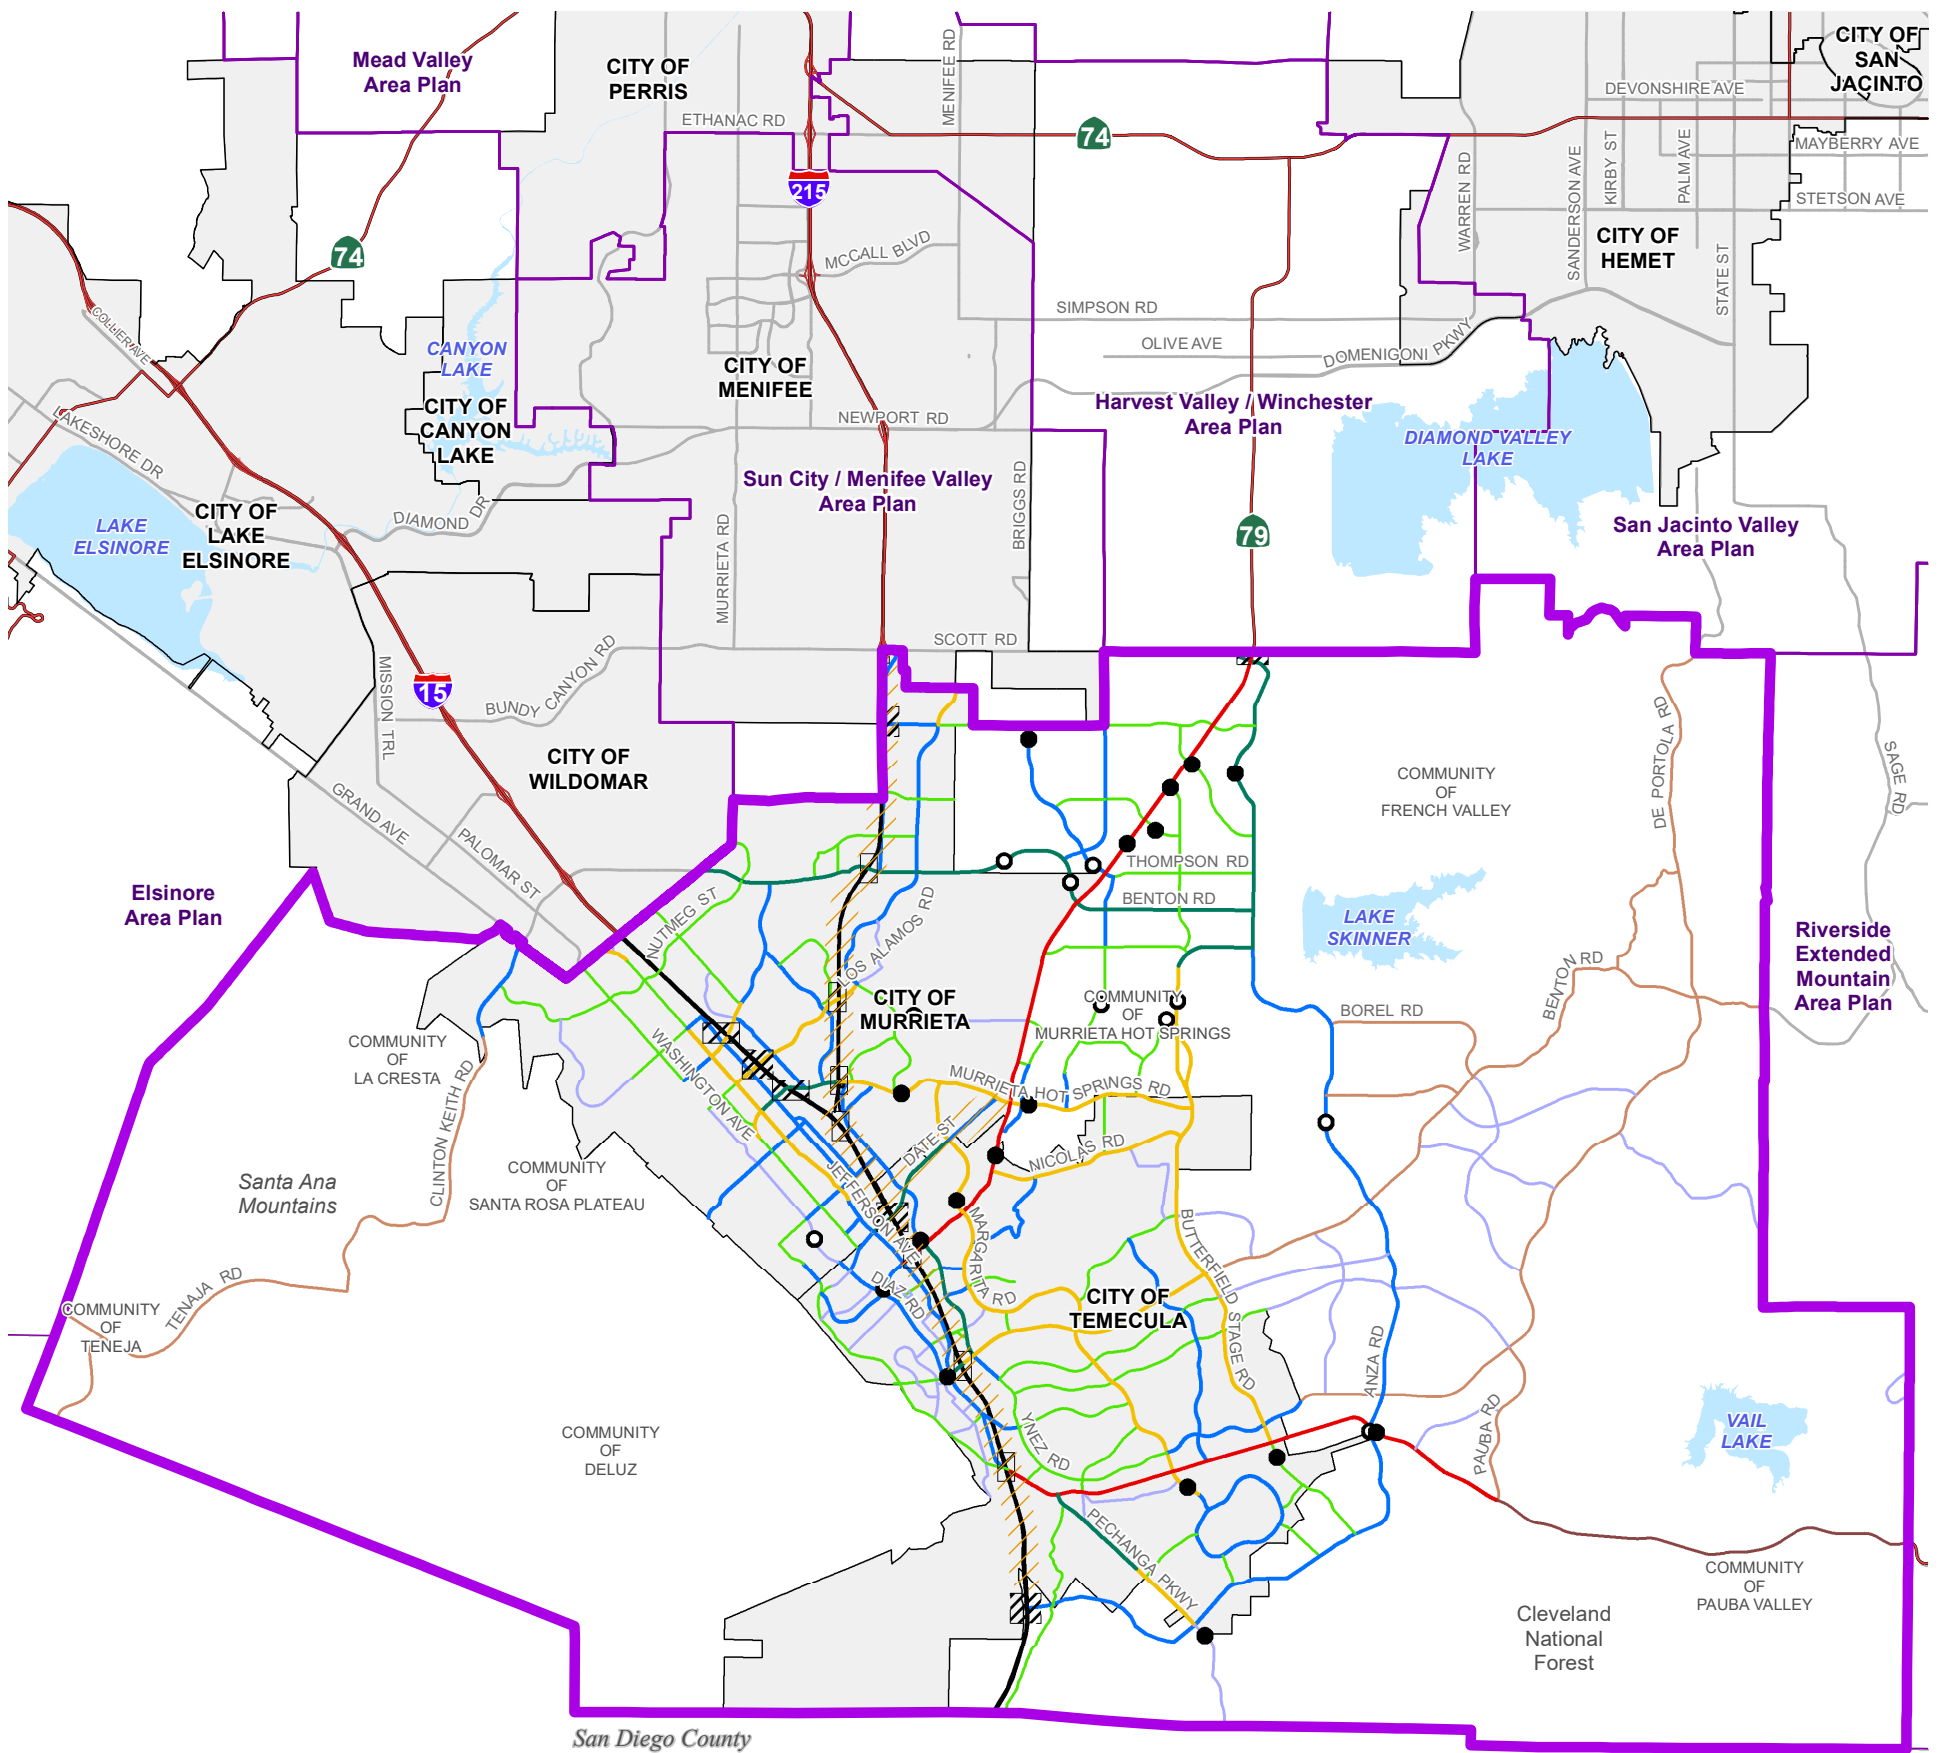 Mead Valley
Area Plan
CITY OF
PERRIS
MENIFEE RD
CITY OF
SAN
JACINTO
DEVONSHIRE AVE
ETHANAC RD
74
MAYBERRY AVE
KIRBY ST
PALM AVE
SANDERSON AVE
WARREN RD
STETSON AVE
215
74
MCCALL BLVD
CITY OF
HEMET
STATE ST
SIMPSON RD
OLIVE AVE
DOMENIGONI PKWY
COLLIER AVE
CANYON
LAKE
CITY OF
MENIFEE
CITY OF
CANYON
LAKE
NEWPORT RD
Harvest Valley / Winchester
Area Plan
LAKESHORE DR
DIAMOND VALLEY
LAKE
Sun City / Menifee Valley
Area Plan
BRIGGS RD
LAKE
ELSINORE
CITY OF
LAKE
ELSINORE
DIAMOND DR
MURRIETA RD
79
San Jacinto Valley
Area Plan
SCOTT RD
15
MISSION TRL
BUNDY CANYON RD
DE PORTOLA RD
SAGE RD
CITY OF
WILDOMAR
COMMUNITY
OF
FRENCH VALLEY
GRAND AVE
PALOMAR ST
THOMPSON RD
BENTON RD
Elsinore
Area Plan
NUTMEG ST
LOS ALAMOS RD
LAKE
SKINNER
Riverside
Extended
Mountain
Area Plan
BENTON RD
CITY OF
MURRIETA
COMMUNITY
OF
MURRIETA HOT SPRINGS
BOREL RD
COMMUNITY
OF
LA CRESTA
WASHINGTON AVE
MURRIETA HOT SPRINGS RD
CLINTON KEITH RD
DATE ST
NICOLAS RD
Santa Ana
Mountains
COMMUNITY
OF
SANTA ROSA PLATEAU
JEFFERSON AVE
MARGARITA RD
BUTTERFIELD STAGE RD
DIAZ RD
TENAJA RD
COMMUNITY
OF
TENEJA
CITY OF
TEMECULA
ANZA RD
YNEZ RD
PAUBA RD
VAIL
LAKE
COMMUNITY
OF
DELUZ
PECHANGA PKWY
COMMUNITY
OF
PAUBA VALLEY
Cleveland
National
Forest
San Diego County